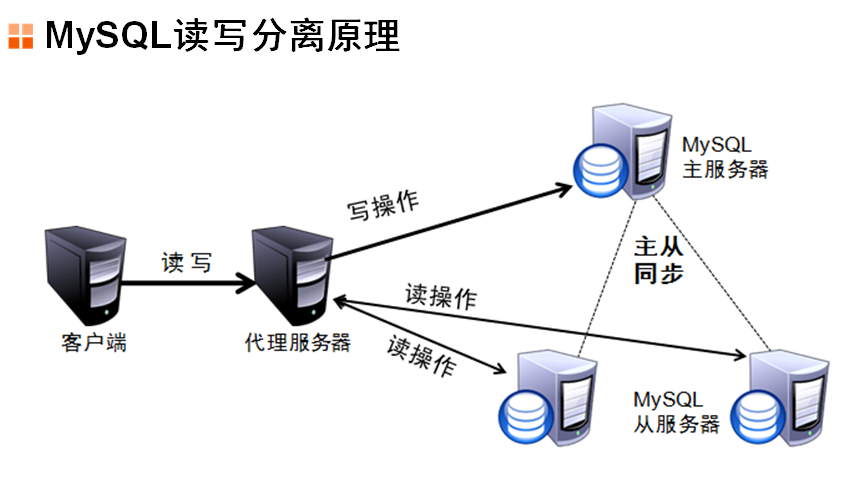 MySQL读写分离原理
MySQL
主服务器
写操作
主从
同步
读 写
读操作
客户端
代理服务器
读操作
MySQL
从服务器